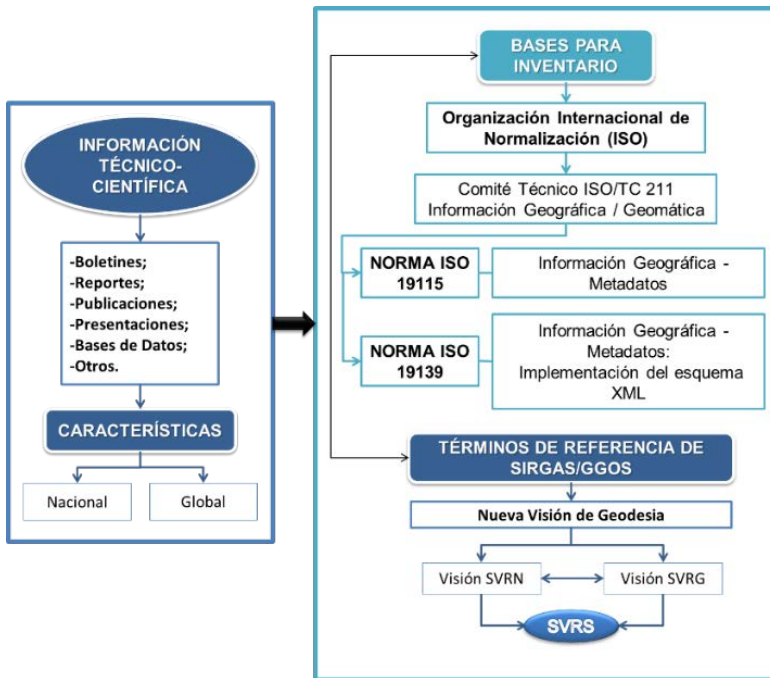 INFORMACIÓN
TÉCNICO-
CIENTÍFICA
-Boletines;
-Reportes;
-Publicaciones;
-Presentaciones;
-Bases de Datos;
-Otros.
CARACTERÍSTICAS
Nacional
Global
BASES PARA
INVENTARIO
Organización Internacional de
Normalización (ISO)
Comité Técnico ISO/TC 211
Información Geográfica / Geomática
NORMA ISO
19115
Información Geográfica -
Metadatos
NORMA ISO
19139
Información Geográfica -
Metadatos:
Implementación del esquema
XML
TÉRMINOS DE REFERENCIA DE
SIRGAS/GGOS
Nueva Visión de Geodesia
Visión SVRN
Visión SVRG
SVRS